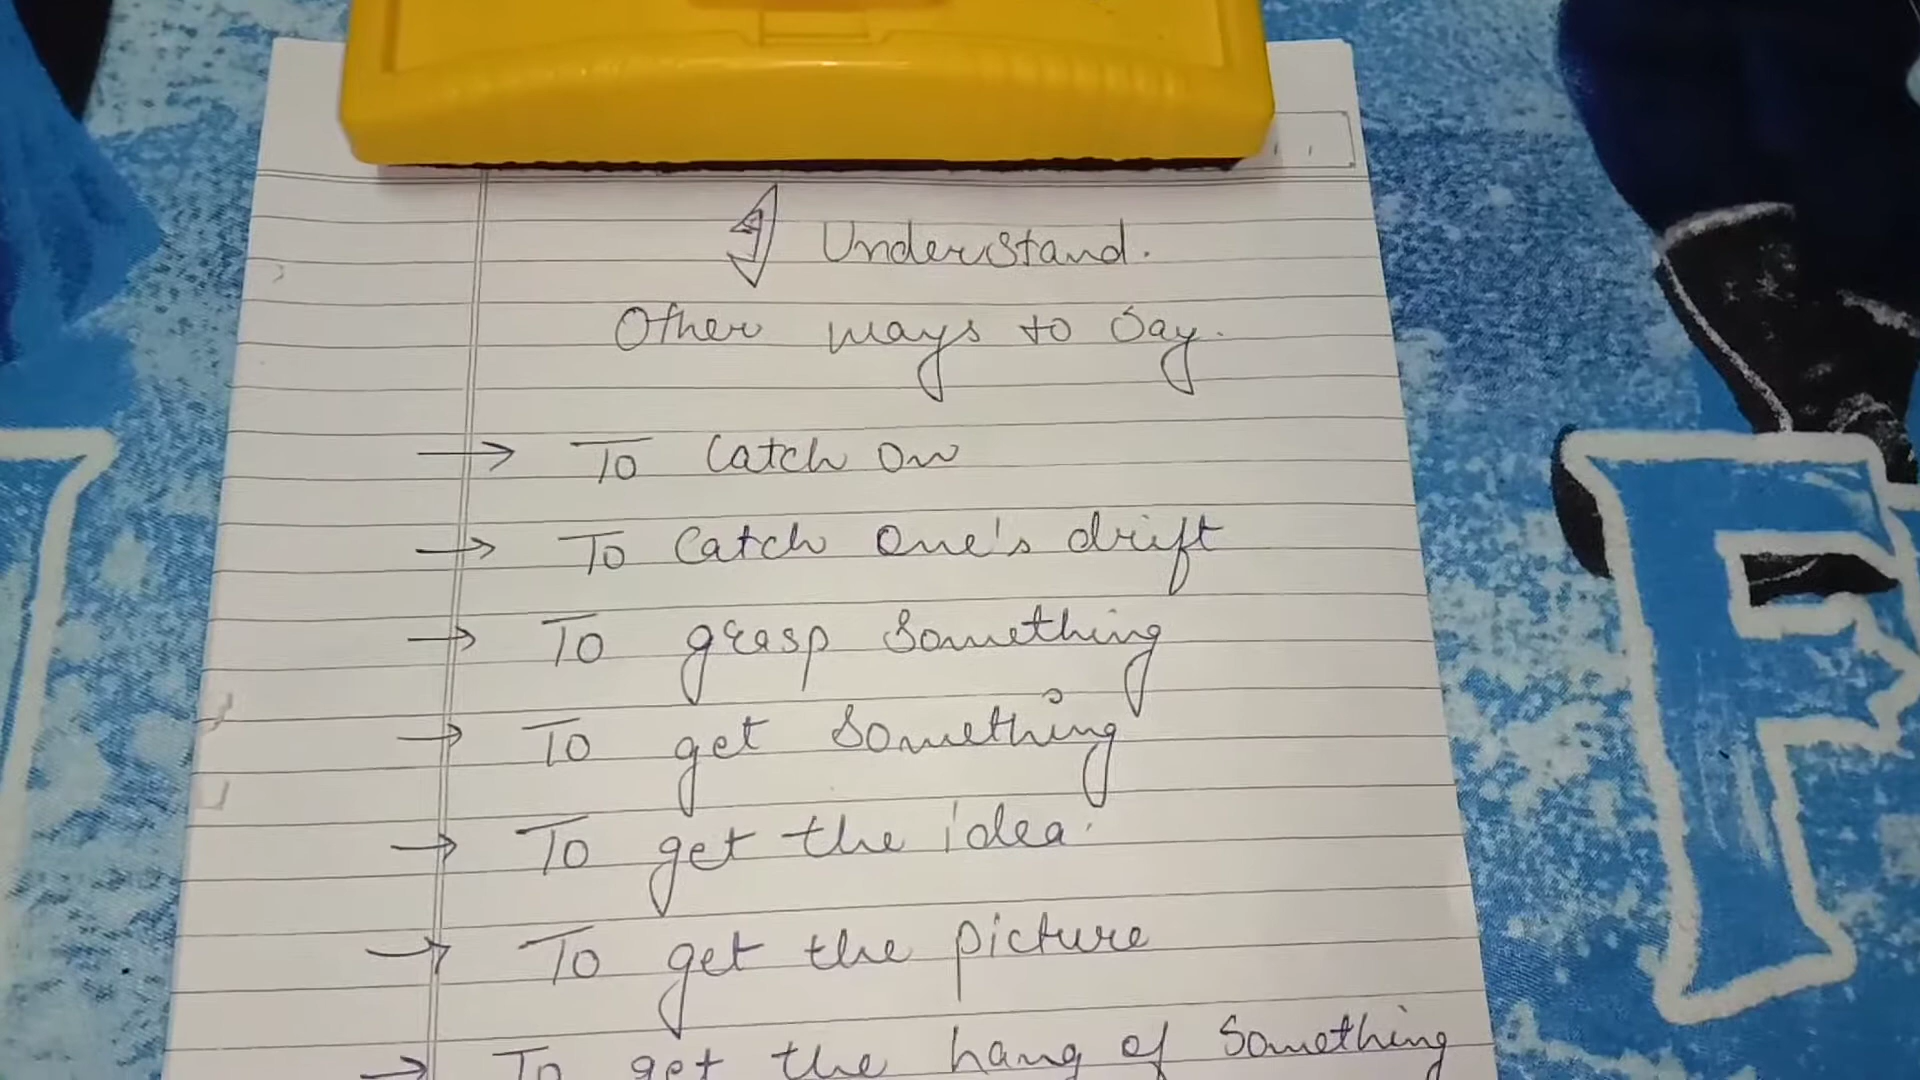 Understand.
Other ways to say.
→ To Catch On
→ To Catch One's drift
→ To grasp Something
→ To get Something
→ To get the idea.
→ To get the picture
→ To get the hang of Something